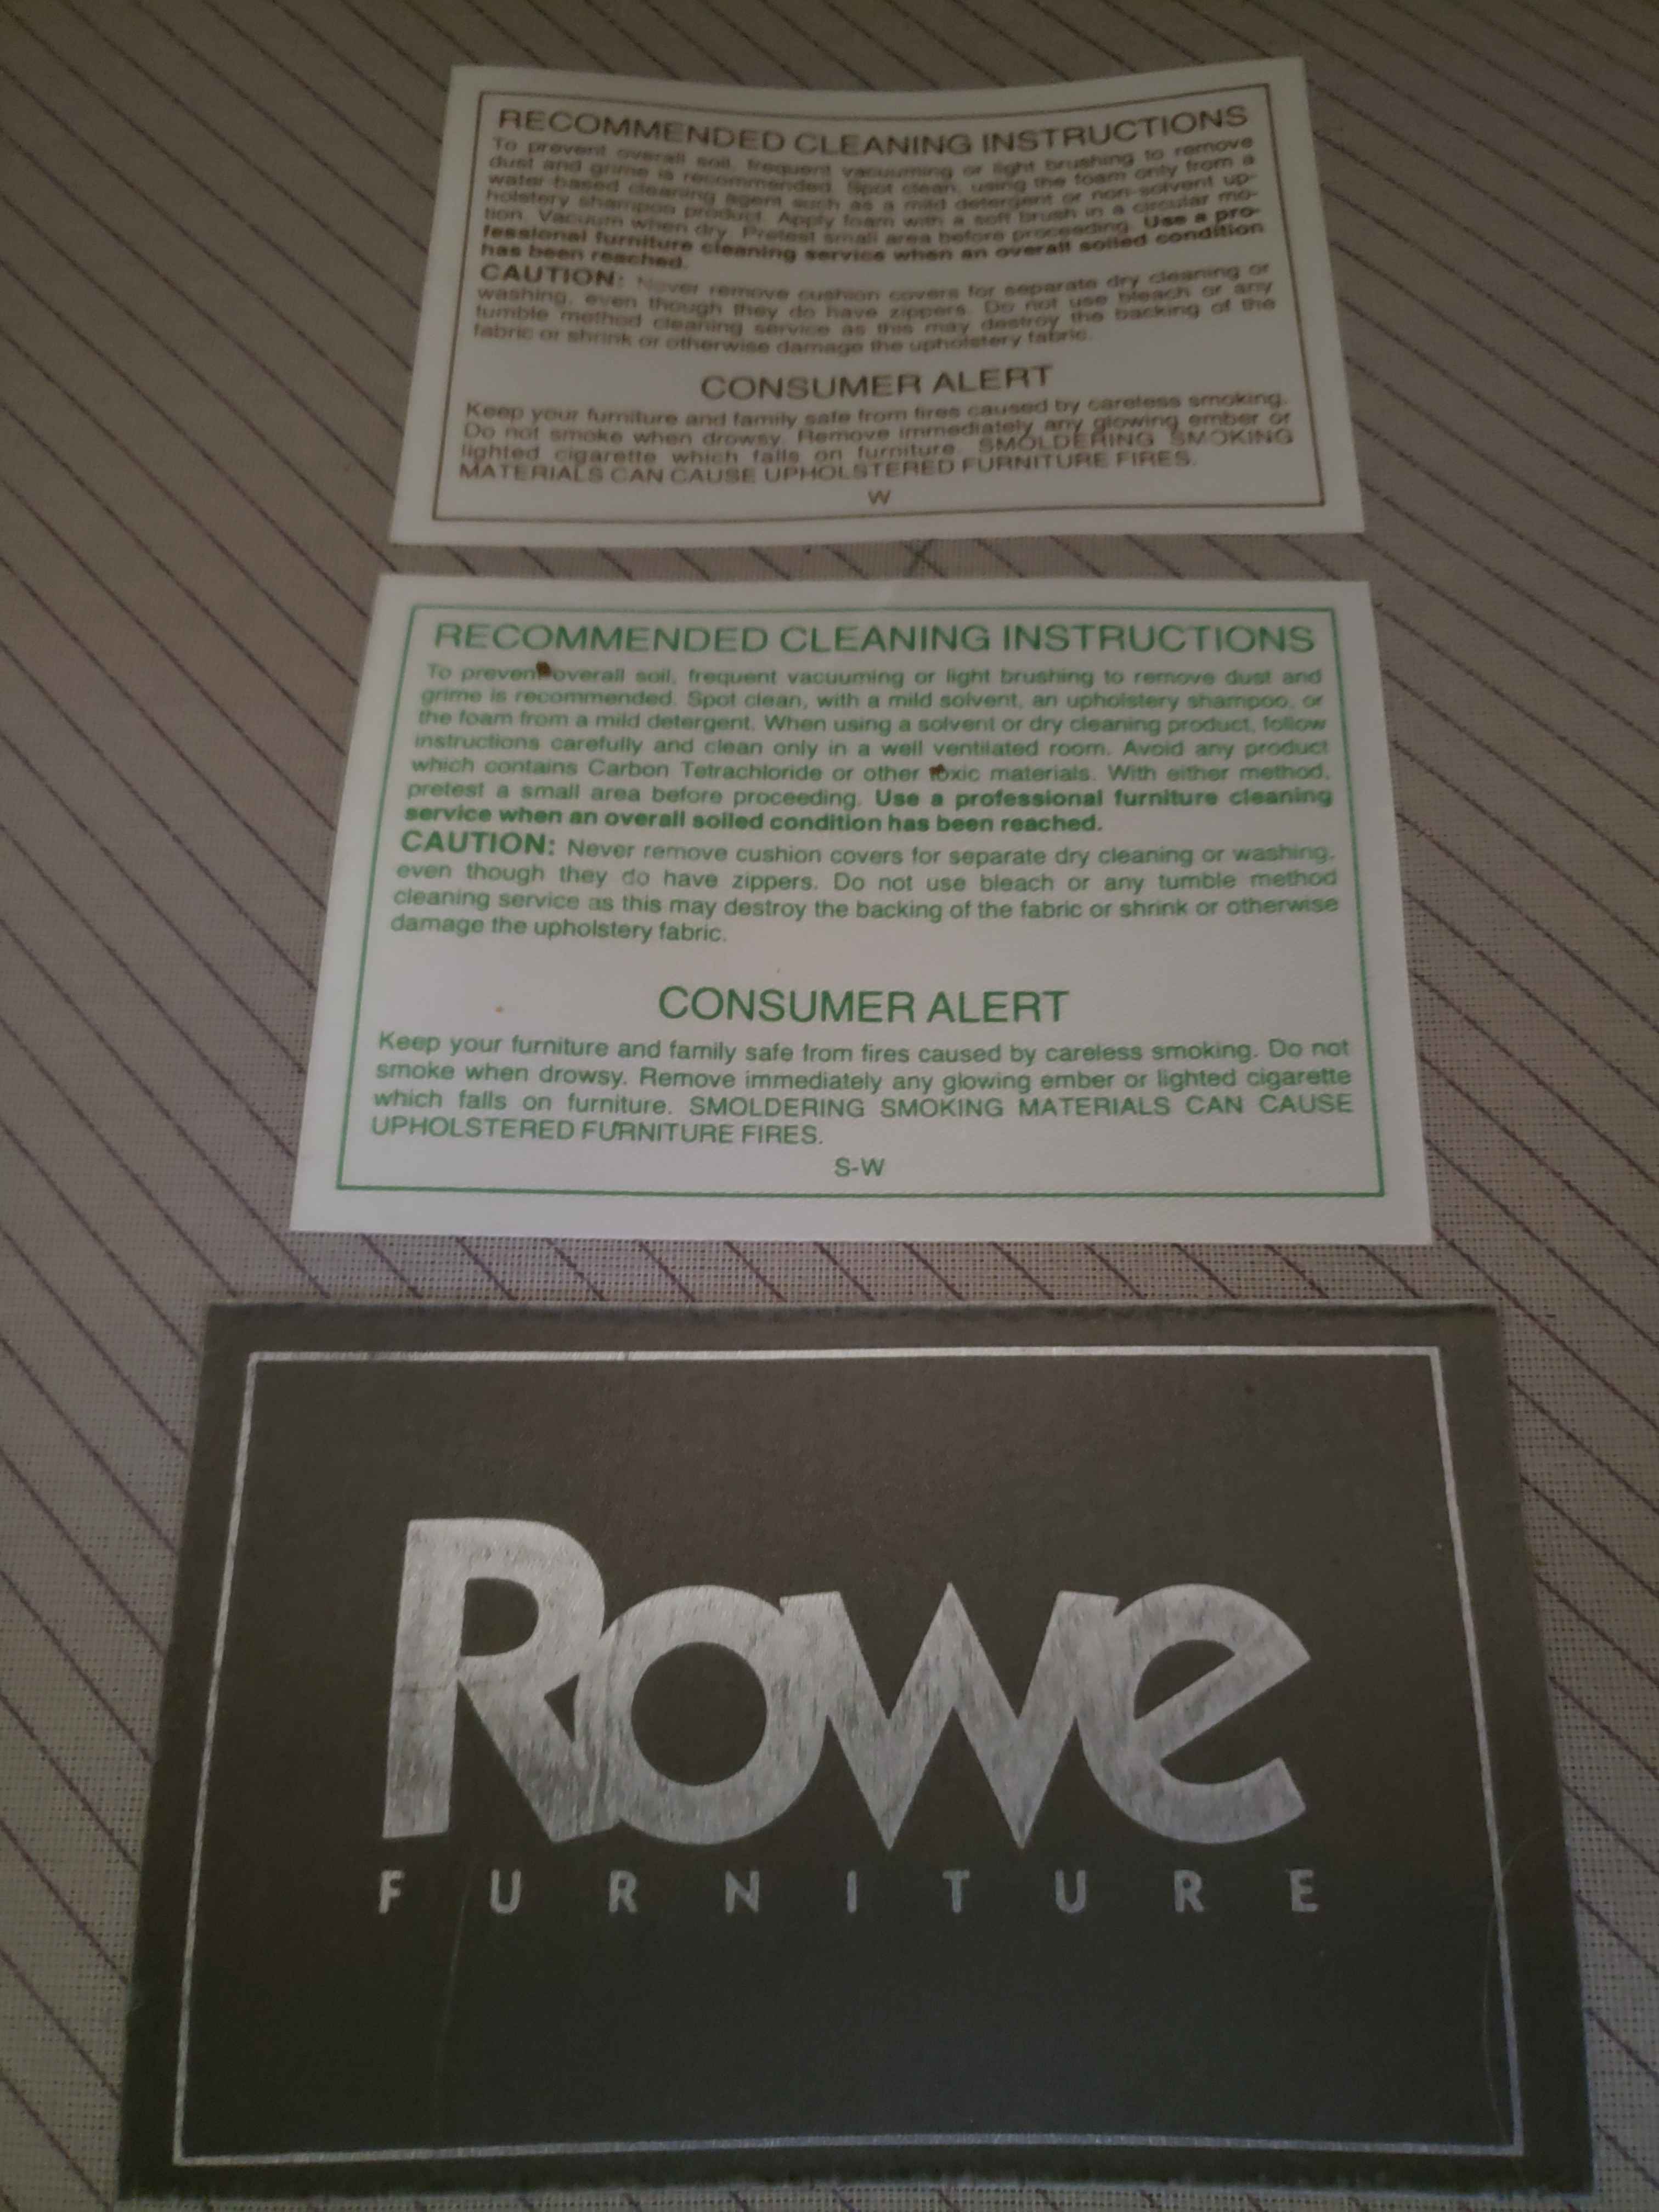 RECOMMENDED CLEANING INSTRUCTIONS
To prevent overall soil, frequent vacuuming or light brushing to remove
dust and grime is recommended. Spot clean, using the foam only from a
water-based cleaning agent such as a mild detergent or non-solvent up-
holstery shampoo product. Apply foam with a soft brush in a circular mo-
tion. Vacuum when dry. Pretest small area before proceeding. Use a pro-
fessional furniture cleaning service when an overall soiled condition
has been reached.
CAUTION: Never remove cushion covers for separate dry cleaning or
washing, even though they do have zippers. Do not use bleach or any
tumble method cleaning service as this may destroy the backing of the
fabric or shrink or otherwise damage the upholstery fabric.
CONSUMER ALERT
Keep your furniture and family safe from fires caused by careless smoking.
Do not smoke when drowsy. Remove immediately any glowing ember or
lighted cigarette which falls on furniture. SMOLDERING SMOKING
MATERIALS CAN CAUSE UPHOLSTERED FURNITURE FIRES.
W
RECOMMENDED CLEANING INSTRUCTIONS
To prevent overall soil, frequent vacuuming or light brushing to remove dust and
grime is recommended. Spot clean, with a mild solvent, an upholstery shampoo, or
the foam from a mild detergent. When using a solvent or dry cleaning product, follow
instructions carefully and clean only in a well ventilated room. Avoid any product
which contains Carbon Tetrachloride or other toxic materials. With either method,
pretest a small area before proceeding. Use a professional furniture cleaning
service when an overall soiled condition has been reached.
CAUTION: Never remove cushion covers for separate dry cleaning or washing,
even though they do have zippers. Do not use bleach or any tumble method
cleaning service as this may destroy the backing of the fabric or shrink or otherwise
damage the upholstery fabric.
CONSUMER ALERT
Keep your furniture and family safe from fires caused by careless smoking. Do not
smoke when drowsy. Remove immediately any glowing ember or lighted cigarette
which falls on furniture. SMOLDERING SMOKING MATERIALS CAN CAUSE
UPHOLSTERED FURNITURE FIRES.
S-W
Rowe
FURNITURE